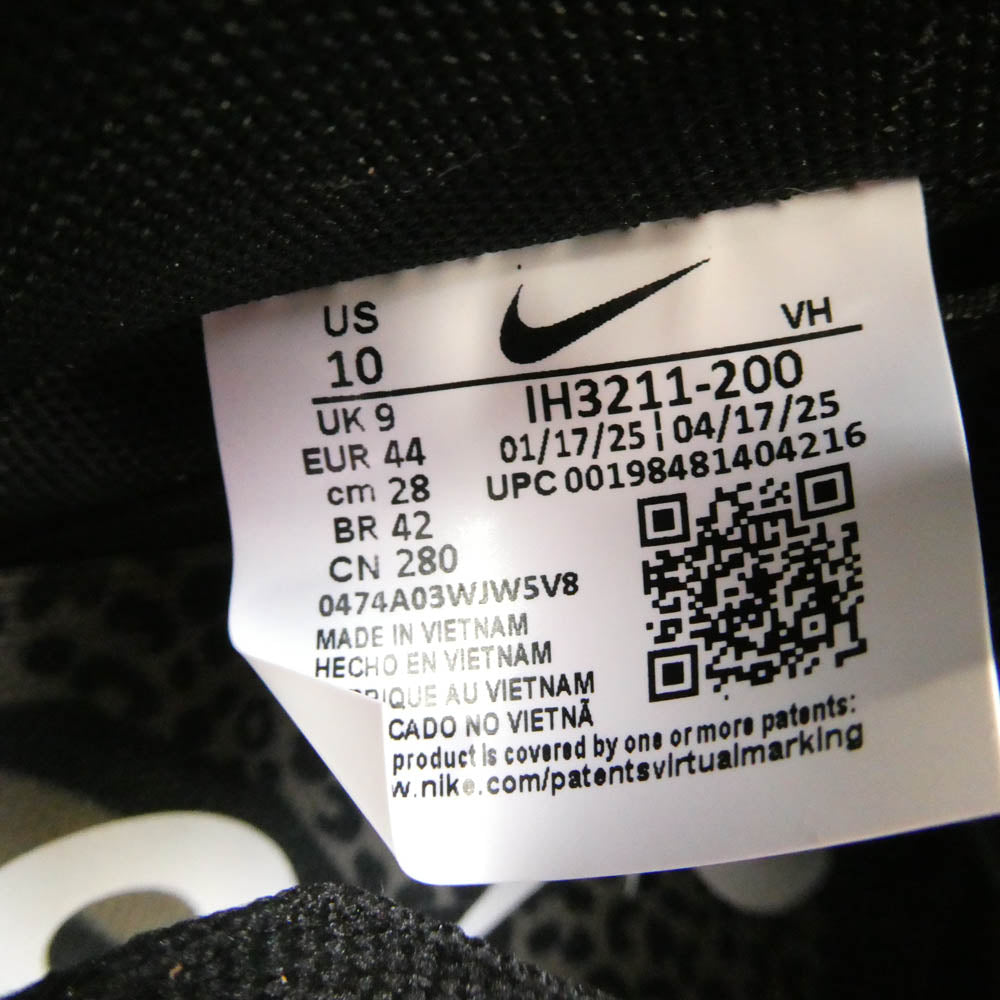 US
10
VH
UK 9
IH3211-200
EUR 44
01/17/25 | 04/17/25
cm 28
UPC 00198481404216
BR 42
CN 280
0474A03WJW5V8
MADE IN VIETNAM
HECHO EN VIETNAM
RIQUE AU VIETNAM
CADO NO VIETNÃ
product is covered by one or more patents:
w.nike.com/patentsvirtualmarking